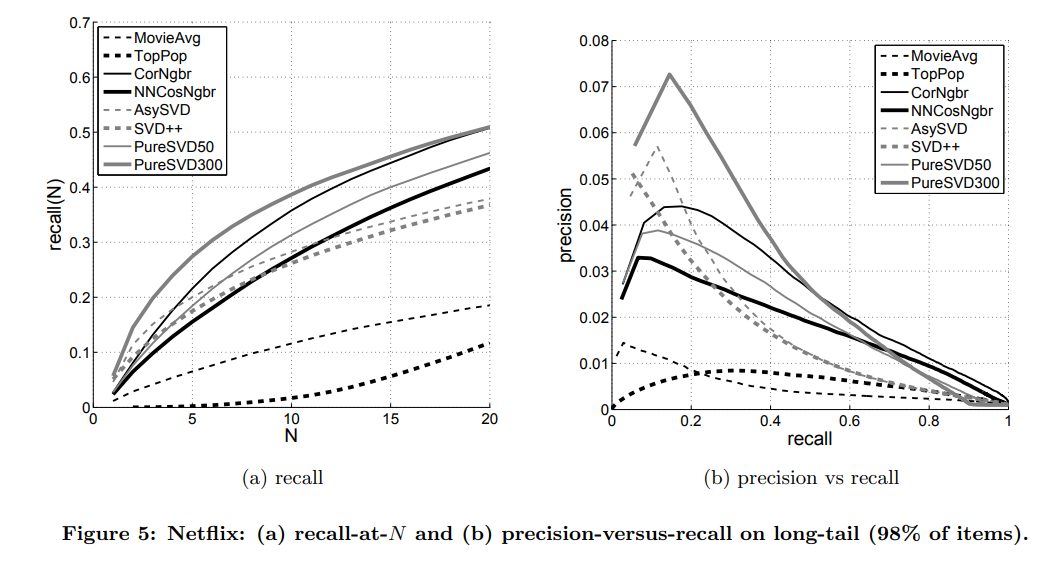 0.7
0.6
0.5
0.4
0.3
0.2
0.1
0
recall(N)
MovieAvg
TopPop
CorNgbr
NNCosNgbr
AsySVD
SVD++
PureSVD50
PureSVD300
0 5 10 15 20
N
(a) recall
0.08
0.07
0.06
0.05
0.04
0.03
0.02
0.01
0
precision
MovieAvg
TopPop
CorNgbr
NNCosNgbr
AsySVD
SVD++
PureSVD50
PureSVD300
0 0.2 0.4 0.6 0.8 1
recall
(b) precision vs recall
Figure 5: Netflix: (a) recall-at-N and (b) precision-versus-recall on long-tail (98% of items).